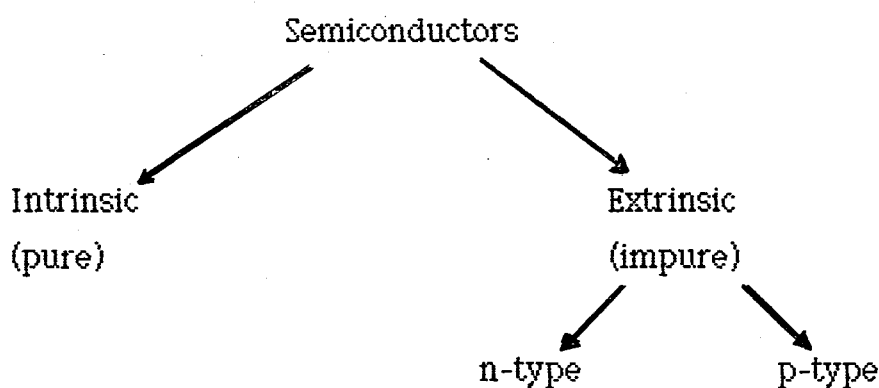 Semiconductors
Intrinsic
(pure)
Extrinsic
(impure)
n-type
p-type